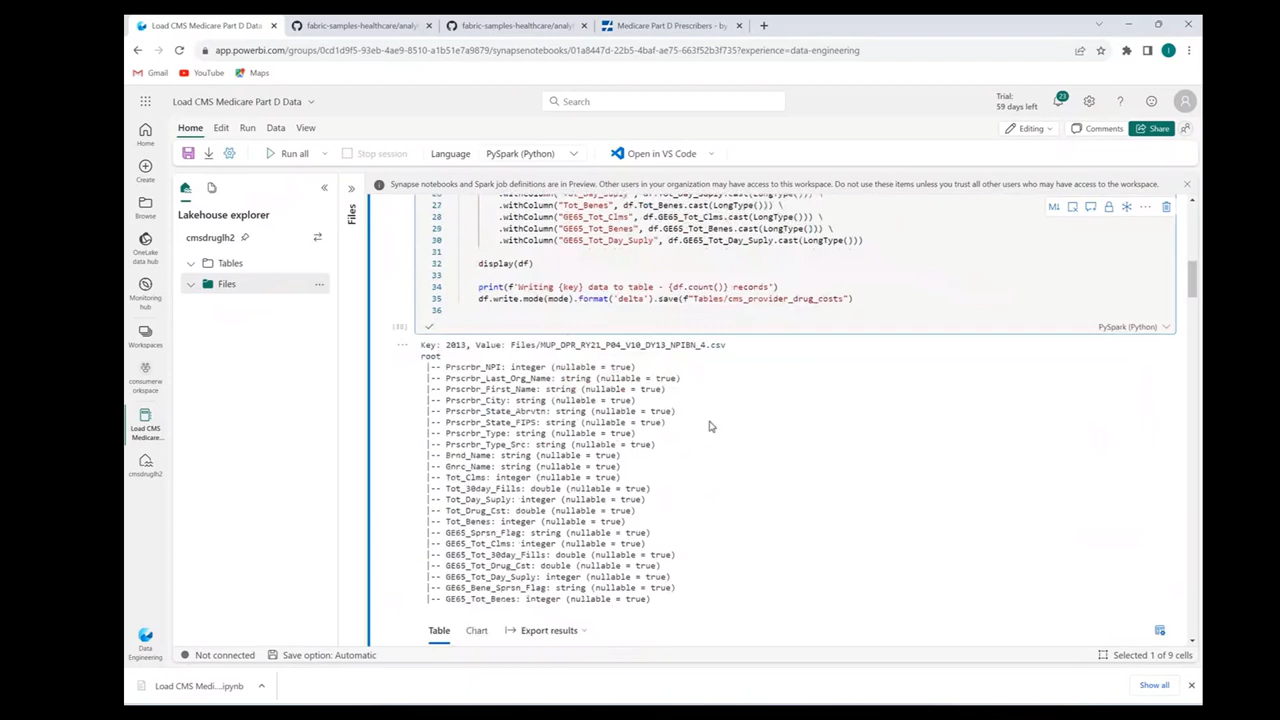 Load CMS Medicare Part D Data
fabric-samples-healthcare/analy
fabric-samples-healthcare/analy
Medicare Part D Prescribers - by
app.powerbi.com/groups/0cd1d9f5-93eb-4ae9-8510-a1b51e7a9879/synapsenotebooks/01a8447d-22b5-4baf-ae75-663f52b3f735?experience=data-engineering
Gmail
YouTube
Maps
Load CMS Medicare Part D Data
Search
Trial:
59 days left
23
Home
Edit
Run
Data
View
Editing
Comments
Share
Run all
Stop session
Language
PySpark (Python)
Open in VS Code
Home
Create
Browse
OneLake
data hub
Monitoring
hub
Workspaces
consumerw
orkspace
Load CMS
Medicare...
cmsdruglh2
Data
Engineering
Lakehouse explorer
cmsdruglh2
Tables
Files
Files
Synapse notebooks and Spark job definitions are in Preview. Other users in your organization may have access to this workspace. Do not use these items unless you trust all other users who may have access to the workspace.
27 .withColumn("Tot_Benes", df.Tot_Benes.cast(LongType())) \
28 .withColumn("GE65_Tot_Clms", df.GE65_Tot_Clms.cast(LongType())) \
29 .withColumn("GE65_Tot_Benes", df.GE65_Tot_Benes.cast(LongType())) \
30 .withColumn("GE65_Tot_Day_Suply", df.GE65_Tot_Day_Suply.cast(LongType()))
31
32 display(df)
33
34 print(f'Writing {key} data to table - {df.count()} records')
35 df.write.mode(mode).format('delta').save(f"Tables/cms_provider_drug_costs")
36
PySpark (Python)
Key: 2013, Value: Files/MUP_DPR_RY21_P04_V10_DY13_NPIBN_4.csv
root
|-- Prscrbr_NPI: integer (nullable = true)
|-- Prscrbr_Last_Org_Name: string (nullable = true)
|-- Prscrbr_First_Name: string (nullable = true)
|-- Prscrbr_City: string (nullable = true)
|-- Prscrbr_State_Abrvtn: string (nullable = true)
|-- Prscrbr_State_FIPS: string (nullable = true)
|-- Prscrbr_Type: string (nullable = true)
|-- Prscrbr_Type_Src: string (nullable = true)
|-- Brnd_Name: string (nullable = true)
|-- Gnrc_Name: string (nullable = true)
|-- Tot_Clms: integer (nullable = true)
|-- Tot_30day_Fills: double (nullable = true)
|-- Tot_Day_Suply: integer (nullable = true)
|-- Tot_Drug_Cst: double (nullable = true)
|-- Tot_Benes: integer (nullable = true)
|-- GE65_Sprsn_Flag: string (nullable = true)
|-- GE65_Tot_Clms: integer (nullable = true)
|-- GE65_Tot_30day_Fills: double (nullable = true)
|-- GE65_Tot_Drug_Cst: double (nullable = true)
|-- GE65_Tot_Day_Suply: integer (nullable = true)
|-- GE65_Bene_Sprsn_Flag: string (nullable = true)
|-- GE65_Tot_Benes: integer (nullable = true)
Table
Chart
Export results
Not connected
Save option: Automatic
Selected 1 of 9 cells
Load CMS Medi....ipynb
Show all